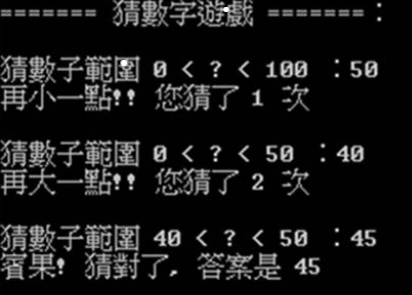 ======= 猜數字遊戲 =======：
猜數子範圍 0 < ? < 100 ：50
再小一點!! 您猜了 1 次
猜數子範圍 0 < ? < 50 ：40
再大一點!! 您猜了 2 次
猜數子範圍 40 < ? < 50 ：45
賓果! 猜對了, 答案是 45